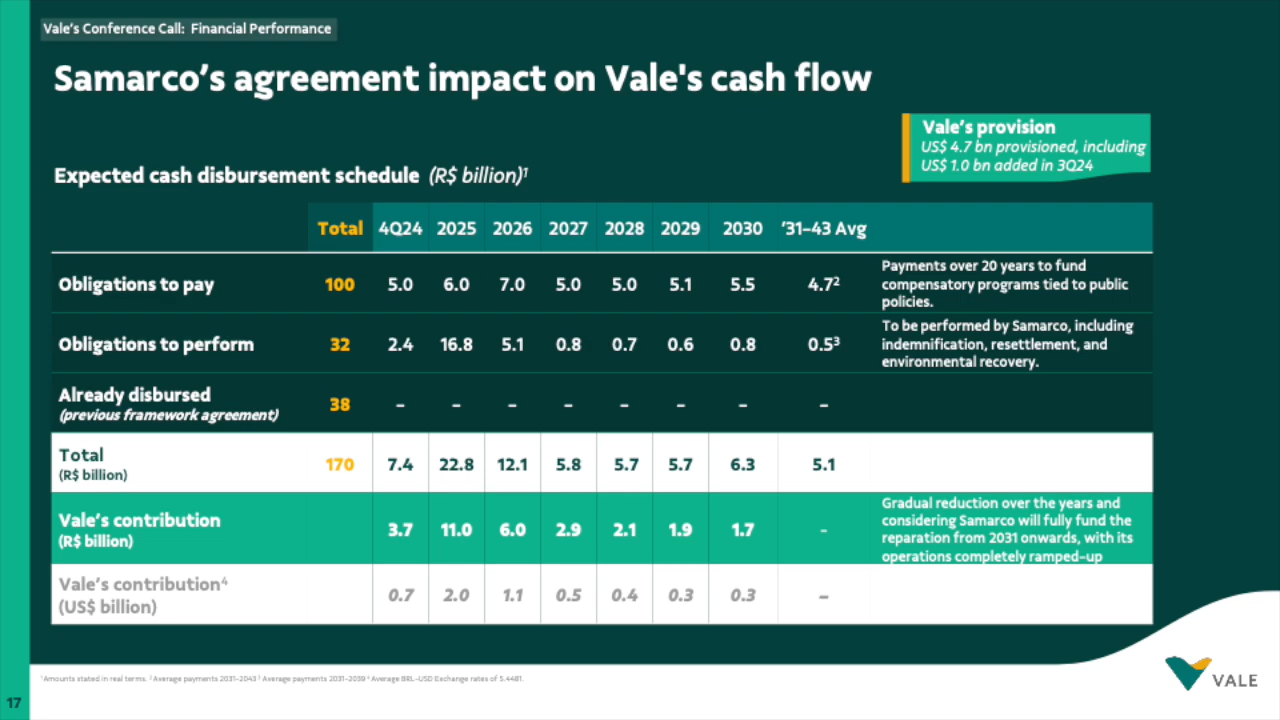 Vale's Conference Call: Financial Performance
Samarco's agreement impact on Vale's cash flow
Vale's provision
US$ 4.7 bn provisioned, including
US$ 1.0 bn added in 3Q24
Expected cash disbursement schedule (R$ billion)¹
Total 4Q24 2025 2026 2027 2028 2029 2030 '31–43 Avg
Obligations to pay 100 5.0 6.0 7.0 5.0 5.0 5.1 5.5 4.7²
Payments over 20 years to fund
compensatory programs tied to public
policies.
Obligations to perform 32 2.4 16.8 5.1 0.8 0.7 0.6 0.8 0.5³
To be performed by Samarco, including
indemnification, resettlement, and
environmental recovery.
Already disbursed
(previous framework agreement)
38 – – – – – – – –
Total
(R$ billion)
170 7.4 22.8 12.1 5.8 5.7 5.7 6.3 5.1
Vale's contribution
(R$ billion)
3.7 11.0 6.0 2.9 2.1 1.9 1.7 -
Gradual reduction over the years and
considering Samarco will fully fund the
reparation from 2031 onwards, with its
operations completely ramped-up
Vale's contribution⁴
(US$ billion)
0.7 2.0 1.1 0.5 0.4 0.3 0.3 –
¹Amounts stated in real terms. ² Average payments 2031-2043 ³ Average payments 2031-2039 ⁴ Average BRL-USD Exchange rates of 5.4481.
17
VALE